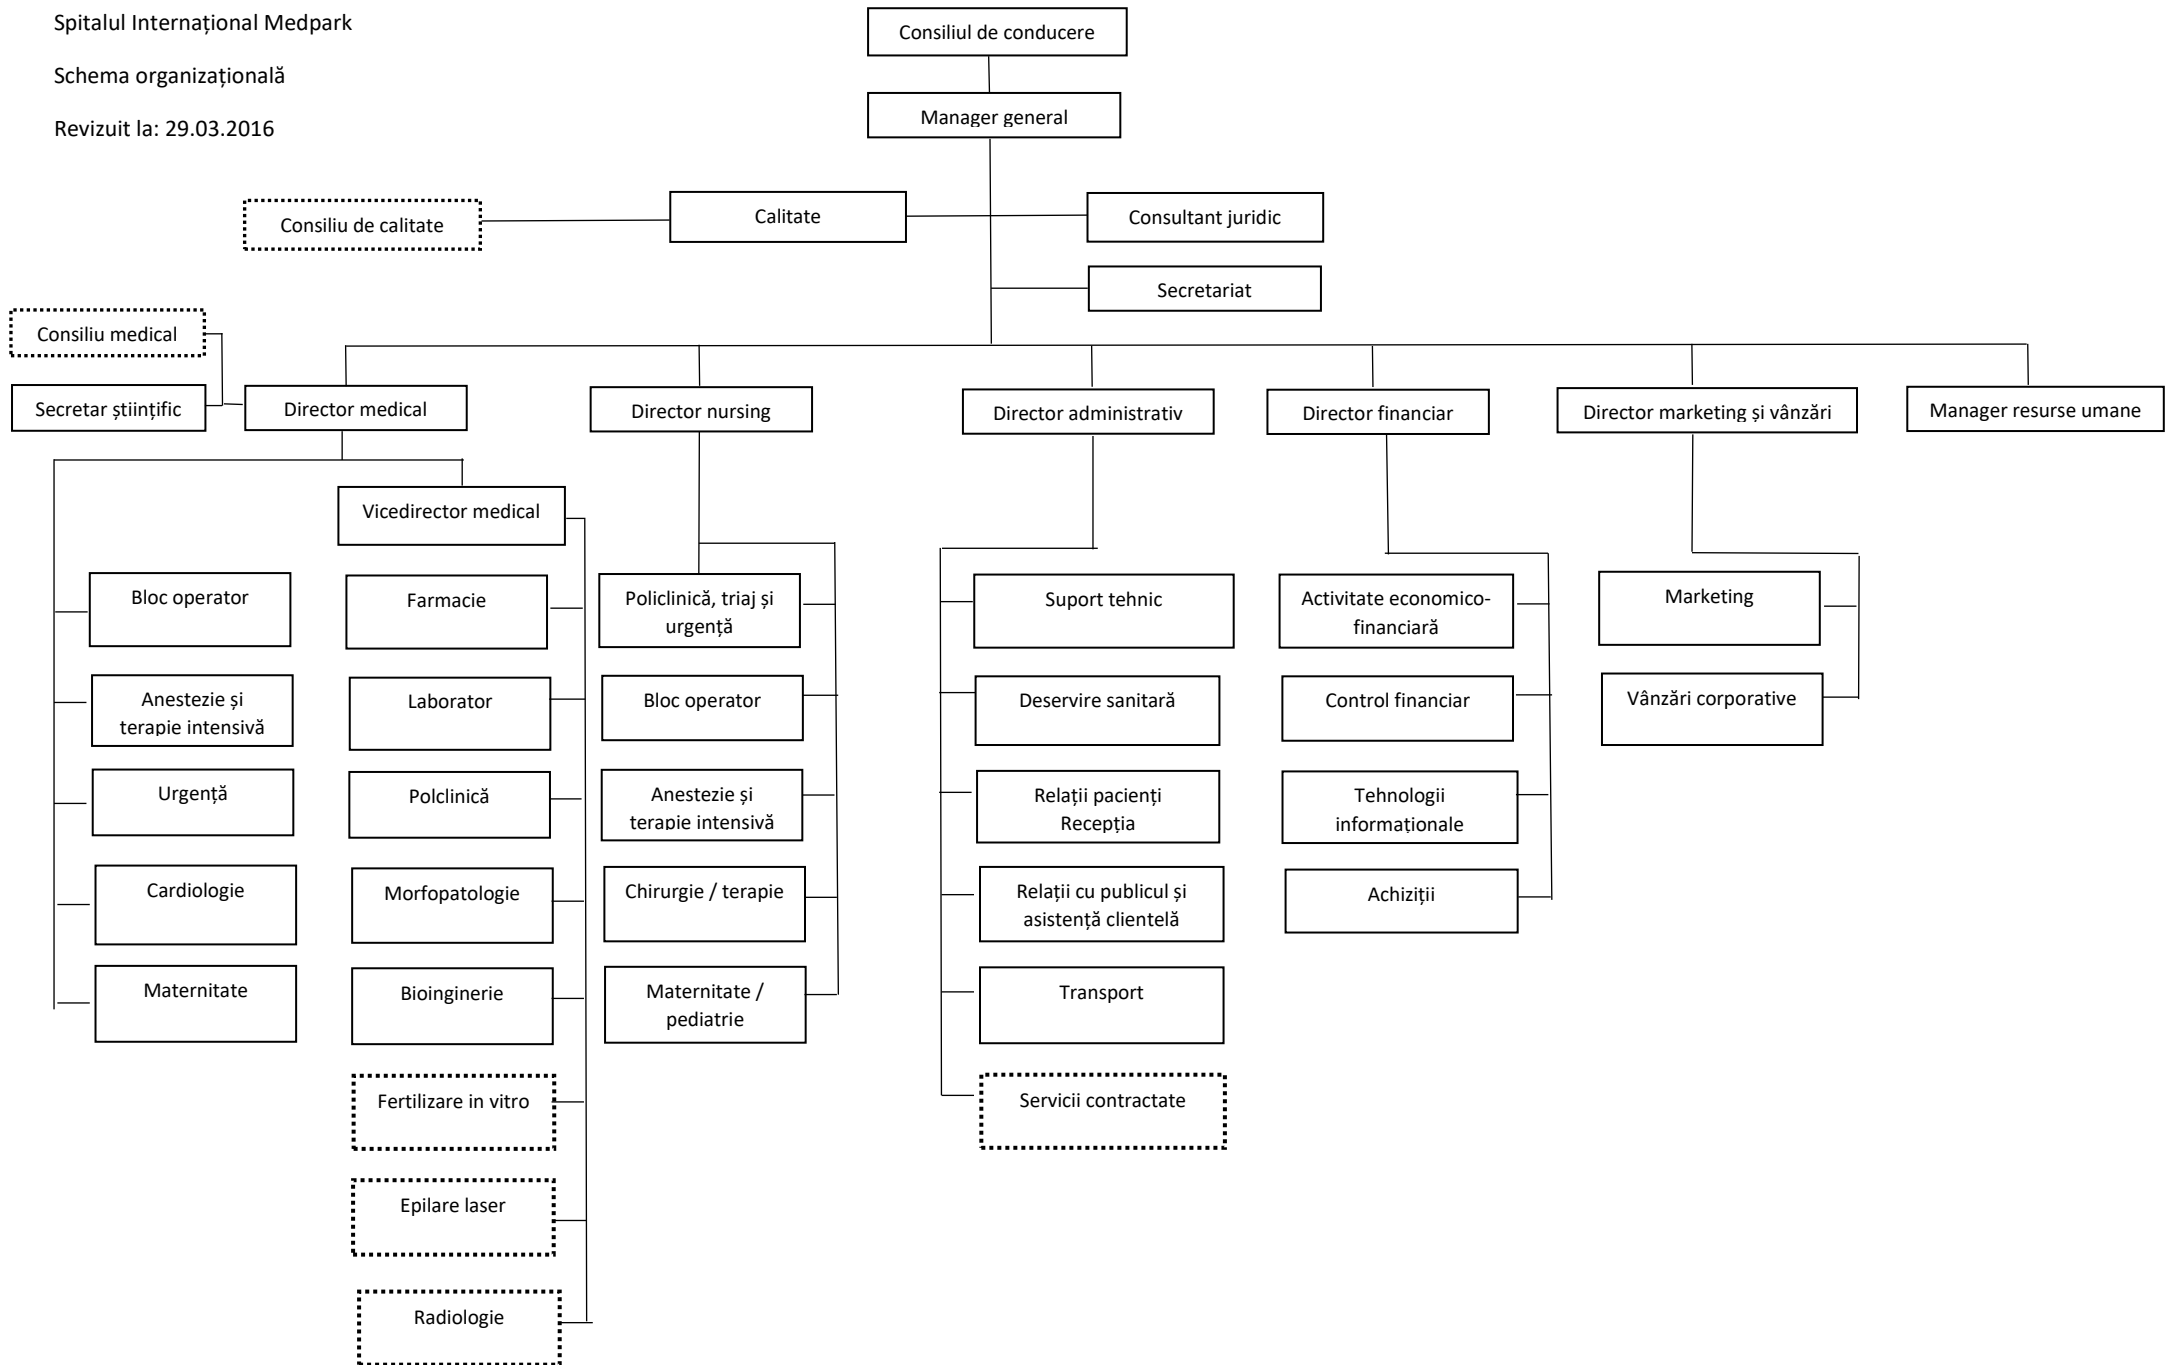 Spitalul Internațional Medpark
Schema organizațională
Revizuit la: 29.03.2016
Consiliul de conducere
Manager general
Consiliu de calitate
Calitate
Consultant juridic
Secretariat
Consiliu medical
Secretar științific
Director medical
Director nursing
Director administrativ
Director financiar
Director marketing și vânzări
Manager resurse umane
Vicedirector medical
Bloc operator
Anestezie și
terapie intensivă
Urgență
Cardiologie
Maternitate
Farmacie
Laborator
Polclinică
Morfopatologie
Bioinginerie
Fertilizare in vitro
Epilare laser
Radiologie
Policlinică, triaj și
urgență
Bloc operator
Anestezie și
terapie intensivă
Chirurgie / terapie
Maternitate /
pediatrie
Suport tehnic
Deservire sanitară
Relații pacienți
Recepția
Relații cu publicul și
asistență clientelă
Transport
Servicii contractate
Activitate economico-
financiară
Control financiar
Tehnologii
informaționale
Achiziții
Marketing
Vânzări corporative